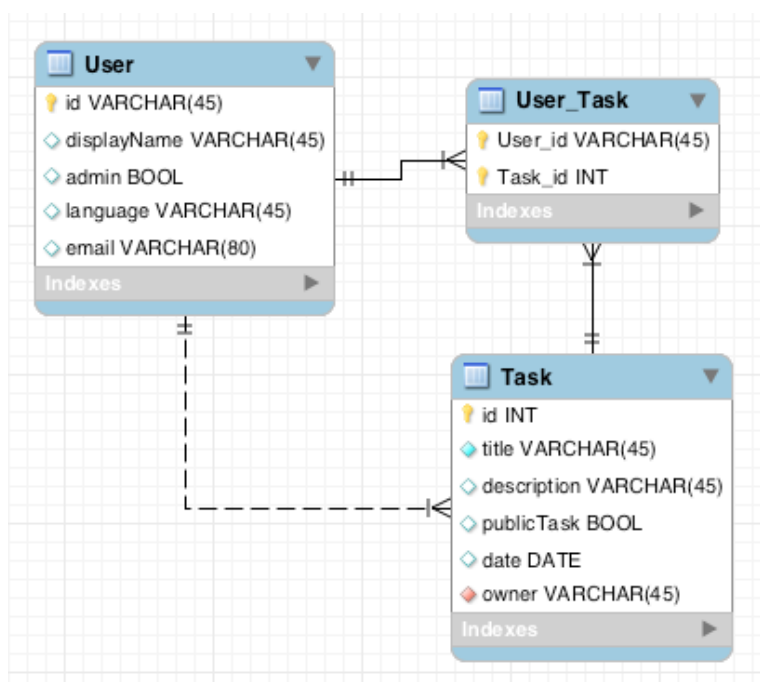 User
id VARCHAR(45)
displayName VARCHAR(45)
admin BOOL
language VARCHAR(45)
email VARCHAR(80)
Indexes
User_Task
User_id VARCHAR(45)
Task_id INT
Indexes
Task
id INT
title VARCHAR(45)
description VARCHAR(45)
publicTask BOOL
date DATE
owner VARCHAR(45)
Indexes